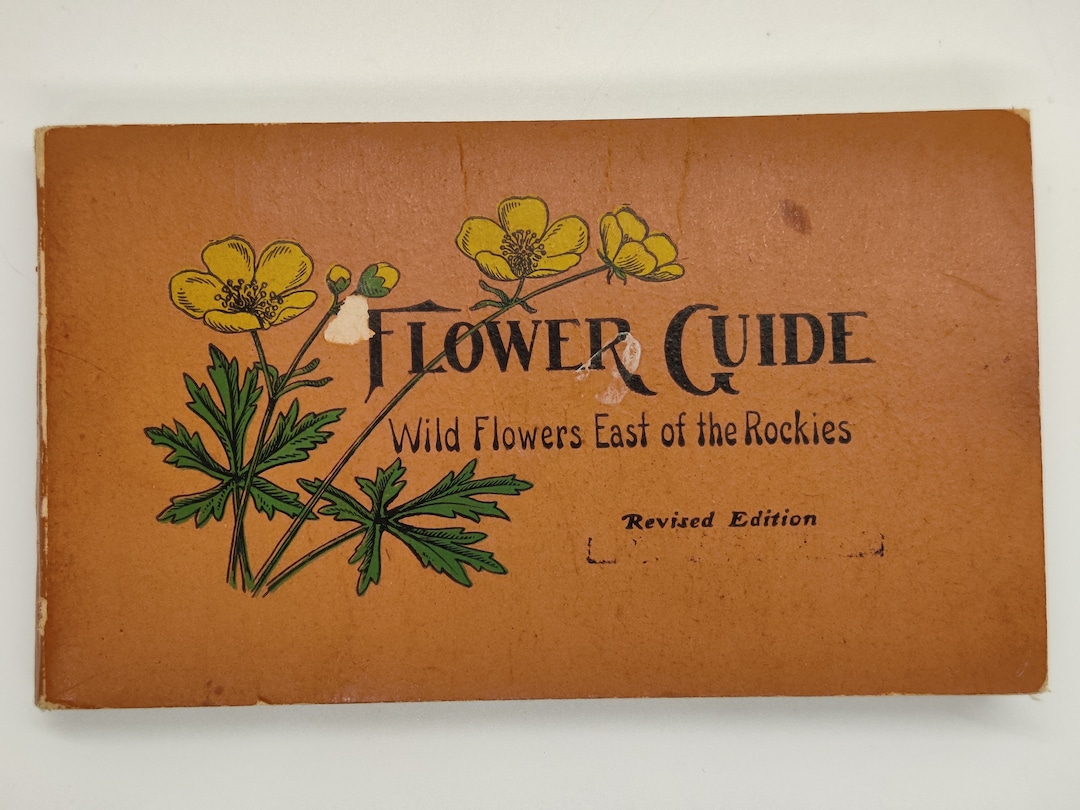 FLOWER GUIDE
Wild Flowers East of the Rockies
Revised Edition